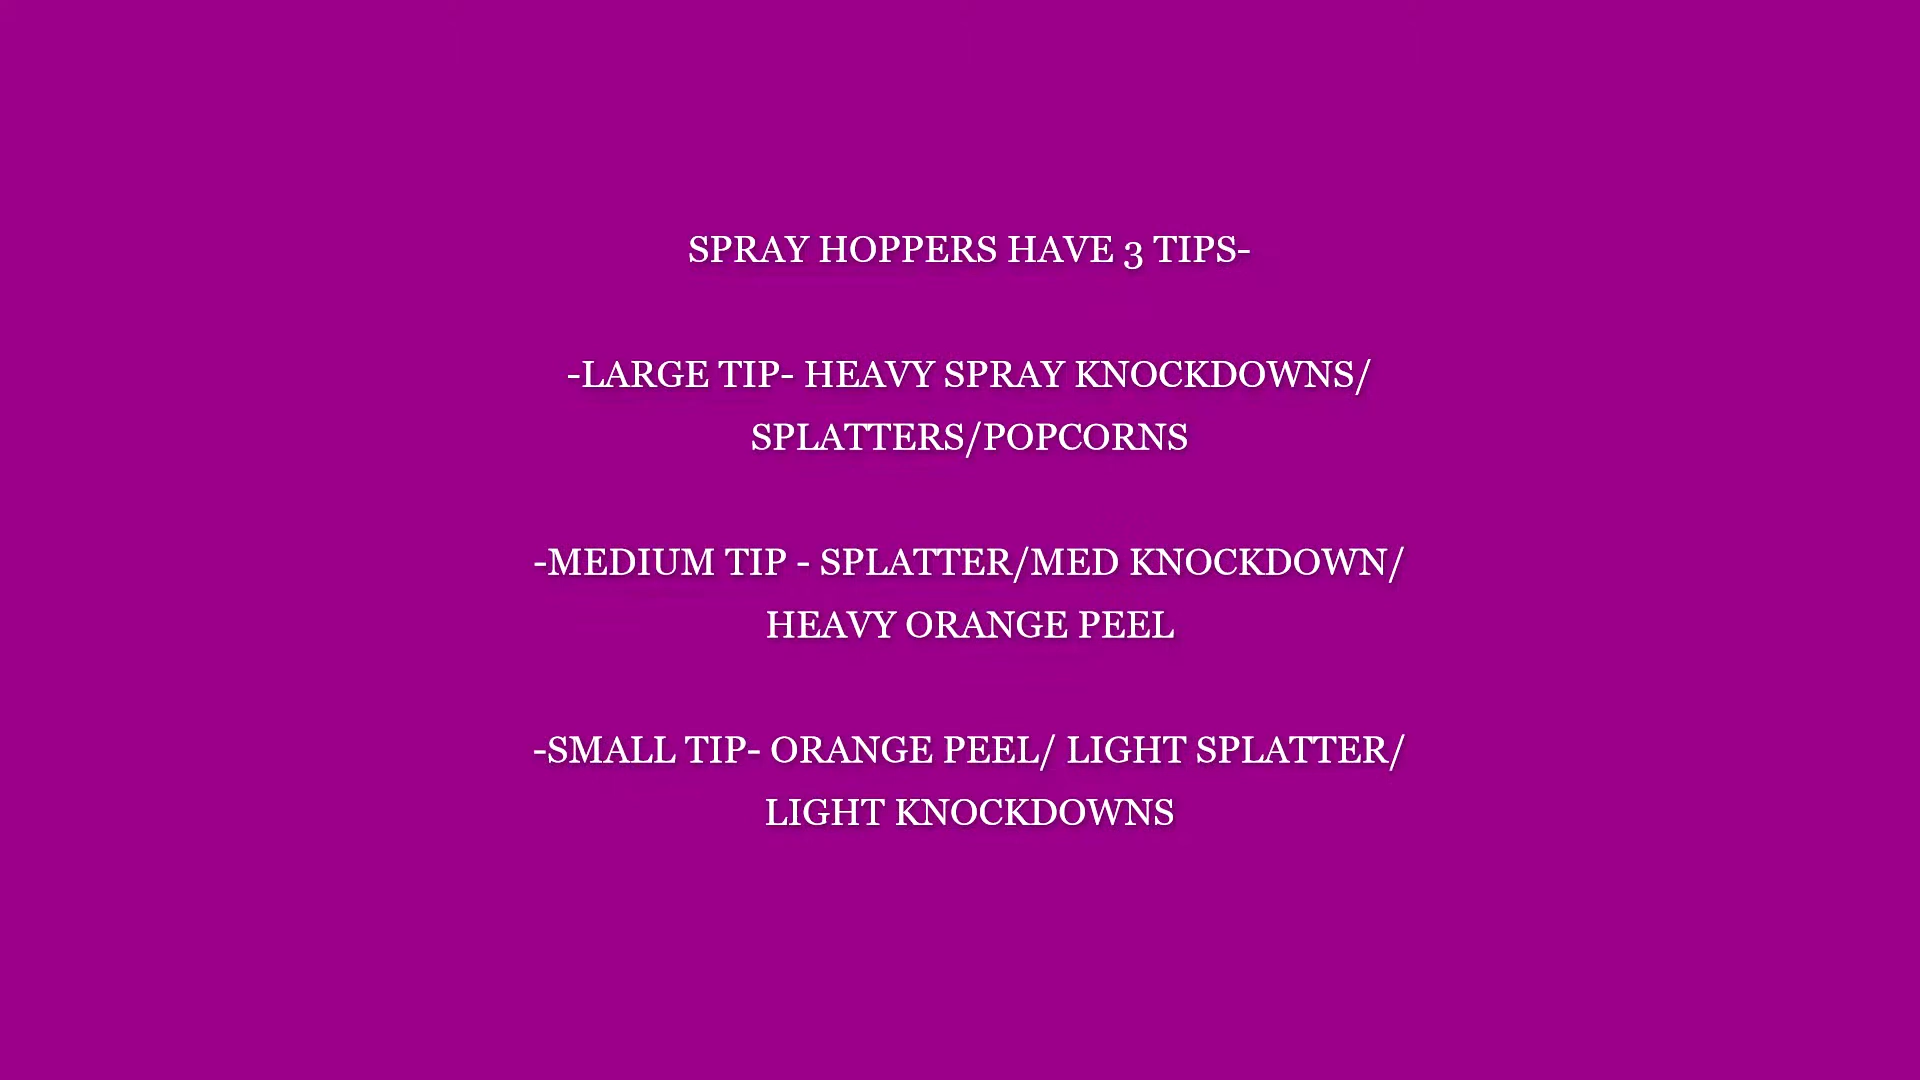 SPRAY HOPPERS HAVE 3 TIPS-
-LARGE TIP- HEAVY SPRAY KNOCKDOWNS/
SPLATTERS/POPCORNS
-MEDIUM TIP - SPLATTER/MED KNOCKDOWN/
HEAVY ORANGE PEEL
-SMALL TIP- ORANGE PEEL/ LIGHT SPLATTER/
LIGHT KNOCKDOWNS